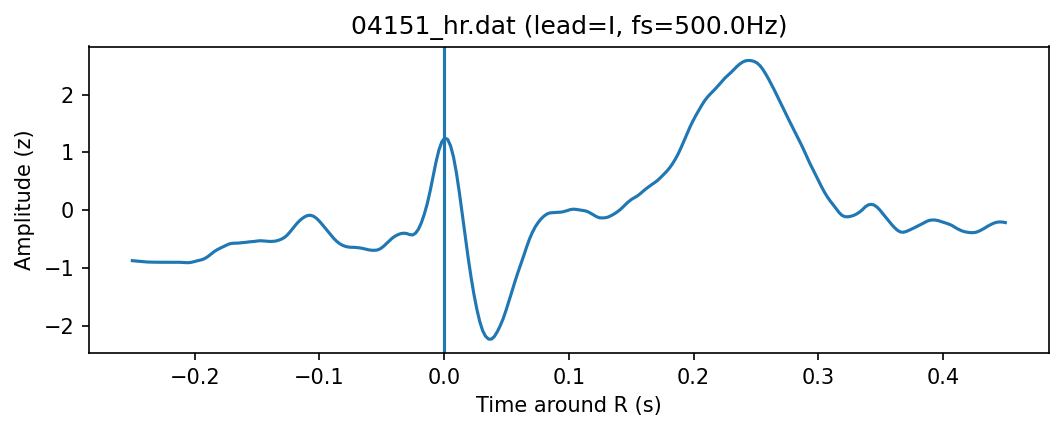 04151_hr.dat (lead=I, fs=500.0Hz)
Amplitude (z)
2
1
0
−1
−2
−0.2 −0.1 0.0 0.1 0.2 0.3 0.4
Time around R (s)